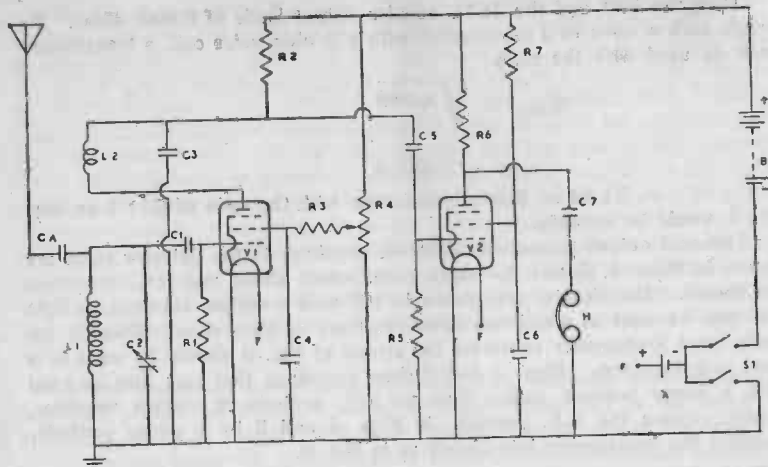 R2
R7
C5
R6
L2
C3
C7
B
R3
R4
CA
C1
V1
V2
H
L1
C2
R1
F
C4
R5
F
C6
F
+
-
A
S1